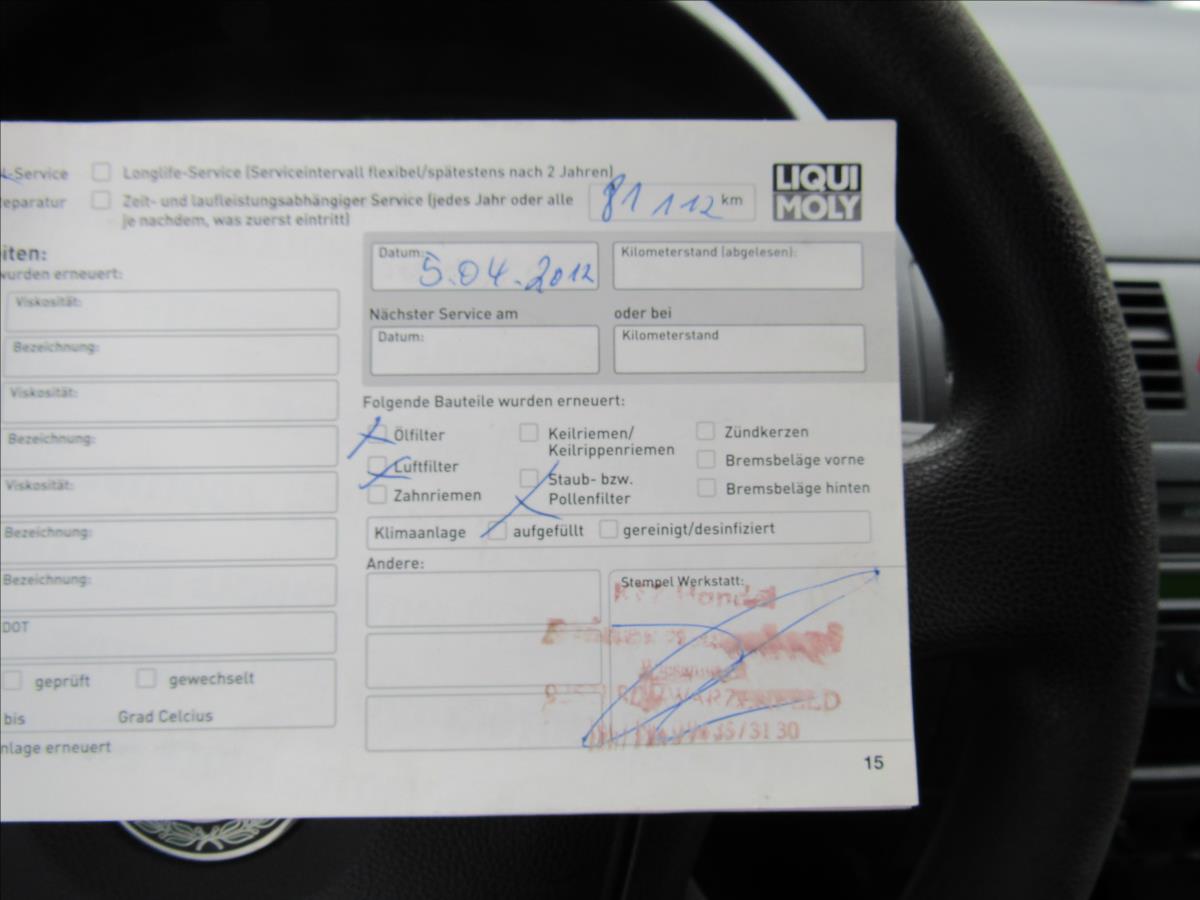 -Service Longlife-Service (Serviceintervall flexibel/spätestens nach 2 Jahren)
eparatur Zeit- und laufleistungsabhängiger Service (jedes Jahr oder alle
je nachdem, was zuerst eintritt)
81 112 km
LIQUI
MOLY
iten:
wurden erneuert:
Viskosität:
Bezeichnung:
Viskosität:
Bezeichnung:
Viskosität:
Bezeichnung:
Bezeichnung:
DOT
geprüft gewechselt
bis Grad Celcius
nlage erneuert
Datum: 5.04.2012 Kilometerstand (abgelesen):
Nächster Service am oder bei
Datum: Kilometerstand
Folgende Bauteile wurden erneuert:
Ölfilter
Luftfilter
Zahnriemen
Keilriemen/
Keilrippenriemen
Staub- bzw.
Pollenfilter
Zündkerzen
Bremsbeläge vorne
Bremsbeläge hinten
Klimaanlage aufgefüllt gereinigt/desinfiziert
Andere:
Stempel Werkstatt:
35/31 30
15